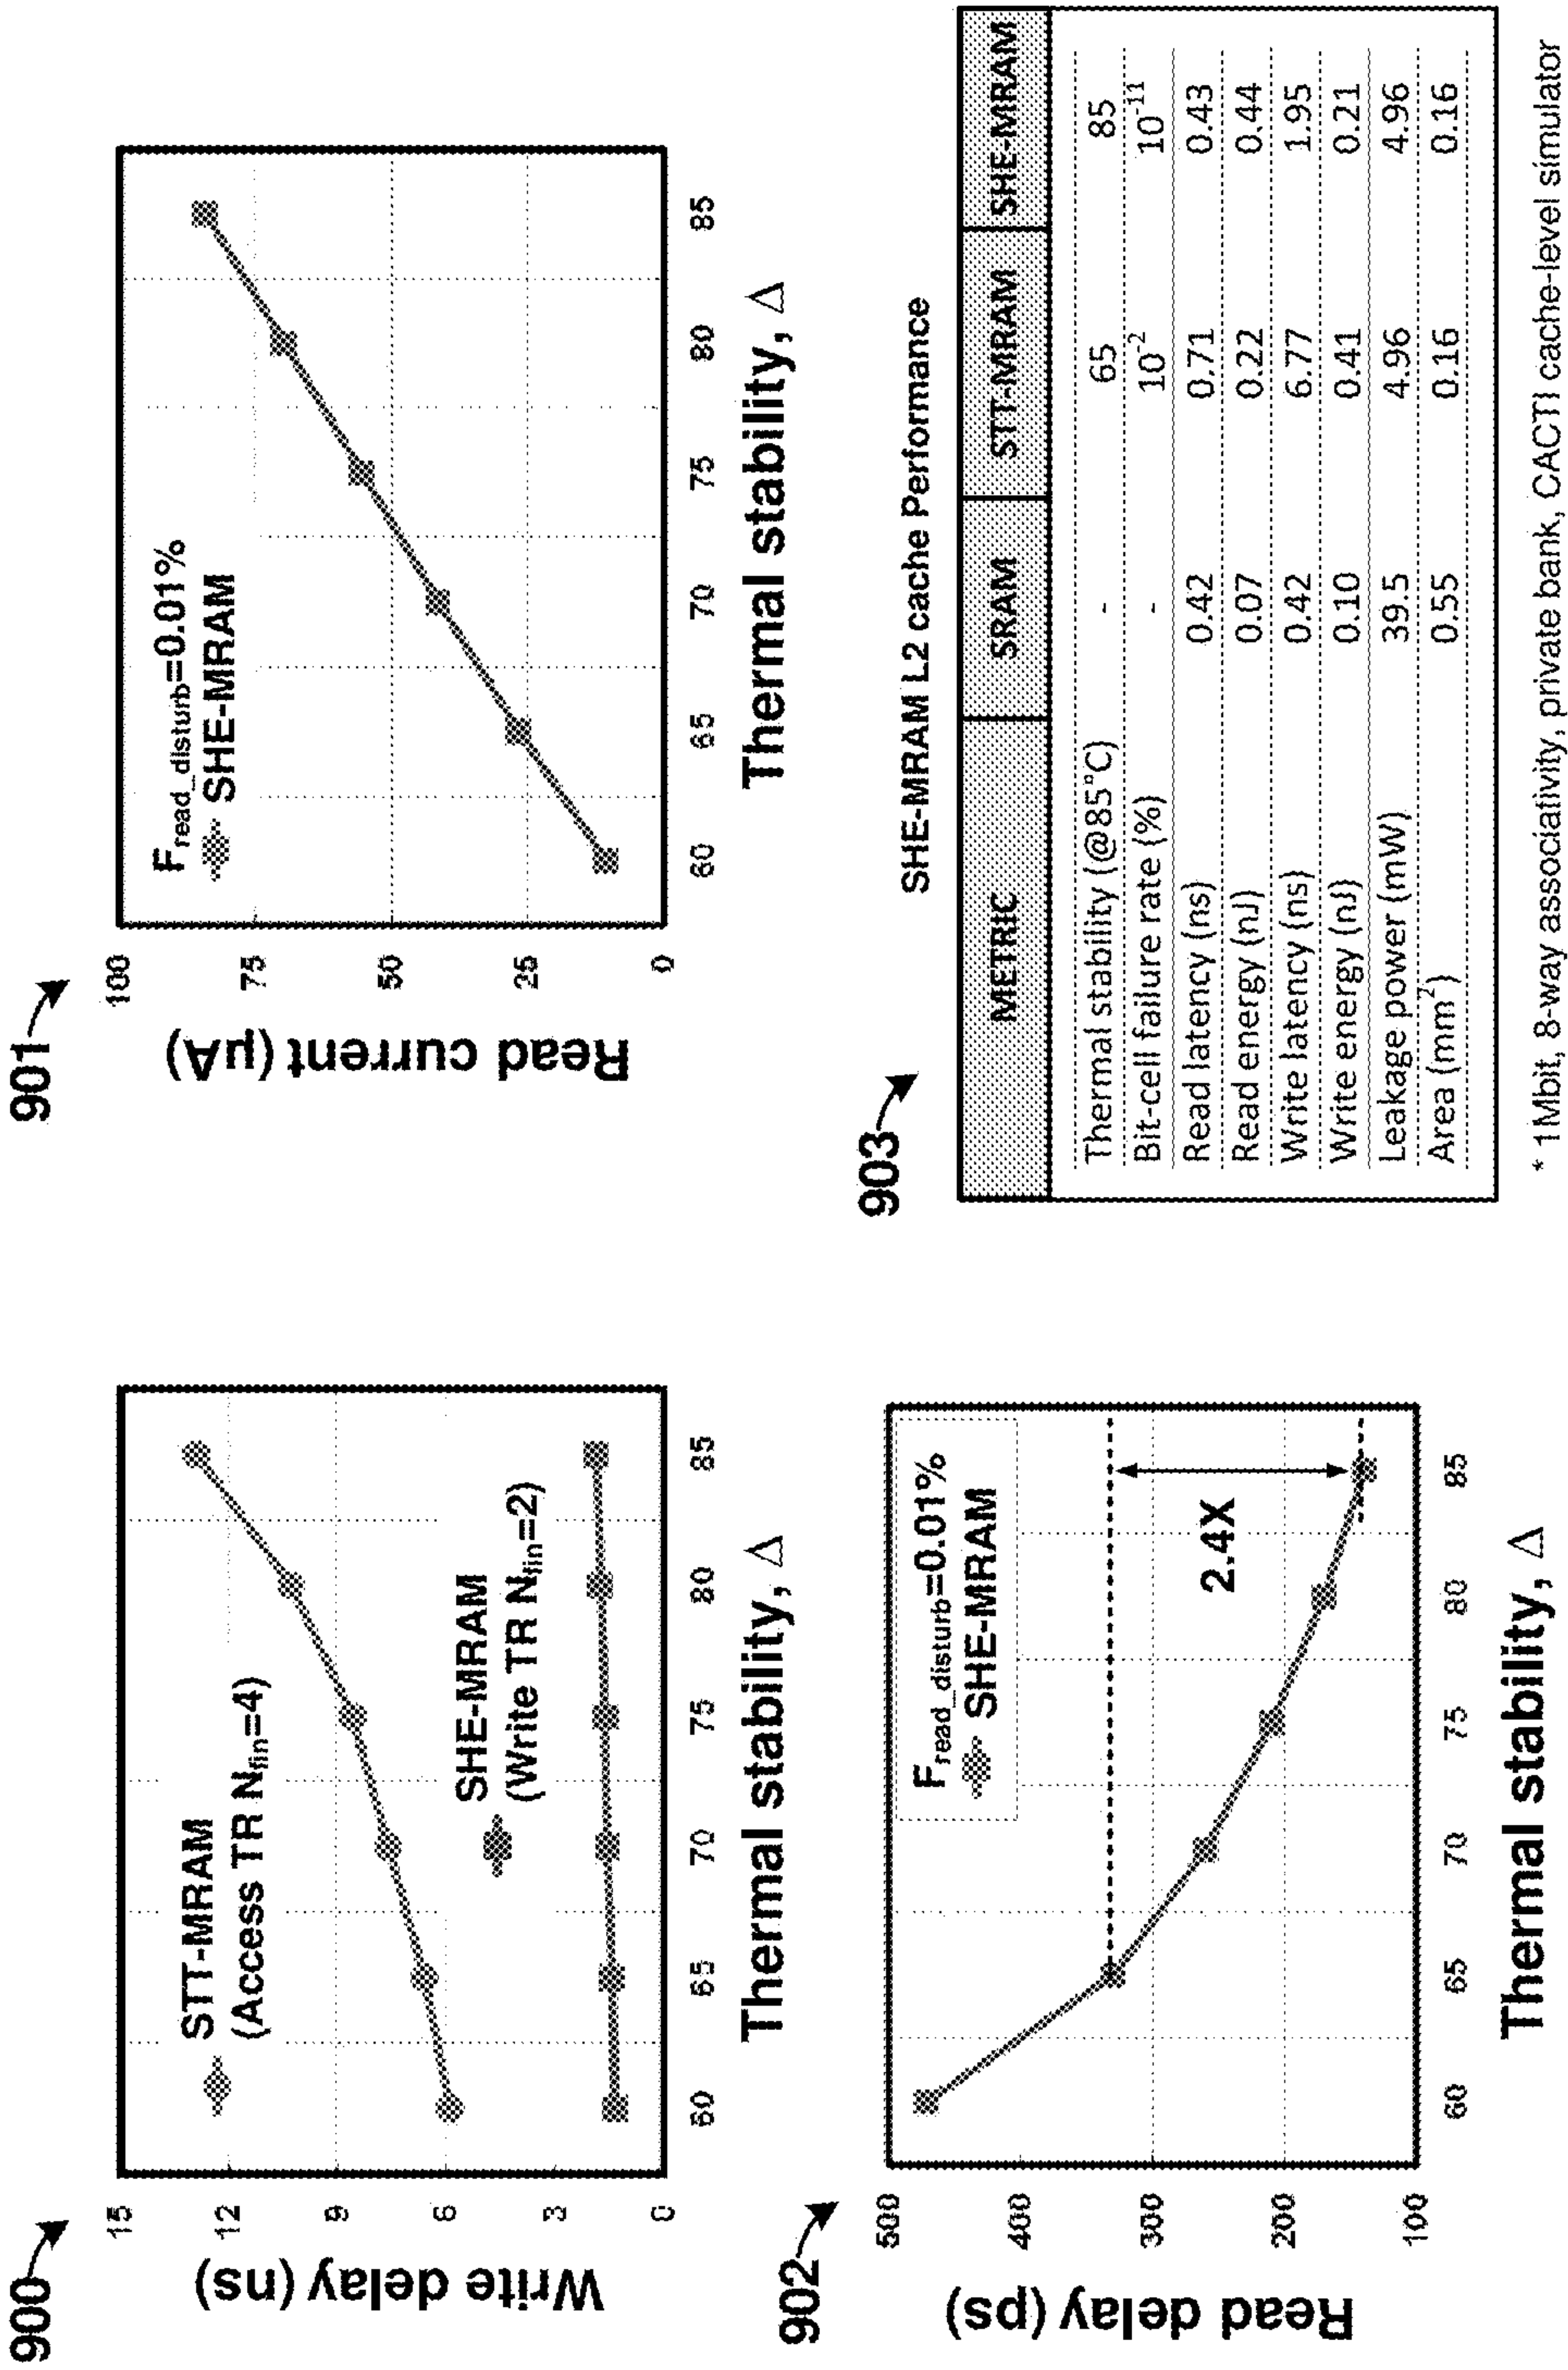 900
Write delay (ns)
15
12
9
6
3
0
STT-MRAM
(Access TR N_fin=4)
SHE-MRAM
(Write TR N_fin=2)
60 65 70 75 80 85
Thermal stability, Δ
901
Read current (μA)
100
75
50
25
0
F_read_disturb=0.01%
SHE-MRAM
60 65 70 75 80 85
Thermal stability, Δ
902
Read delay (ps)
500
400
300
200
100
F_read_disturb=0.01%
SHE-MRAM
2.4X
60 65 70 75 80 85
Thermal stability, Δ
903
SHE-MRAM L2 cache Performance
METRIC SRAM STT-MRAM SHE-MRAM
Thermal stability (@85°C) - 65 85
Bit-cell failure rate (%) - 10^-2 10^-11
Read latency (ns) 0.42 0.71 0.43
Read energy (nJ) 0.07 0.22 0.44
Write latency (ns) 0.42 6.77 1.95
Write energy (nJ) 0.10 0.41 0.21
Leakage power (mW) 39.5 4.96 4.96
Area (mm²) 0.55 0.16 0.16
* 1Mbit, 8-way associativity, private bank, CACTI cache-level simulator